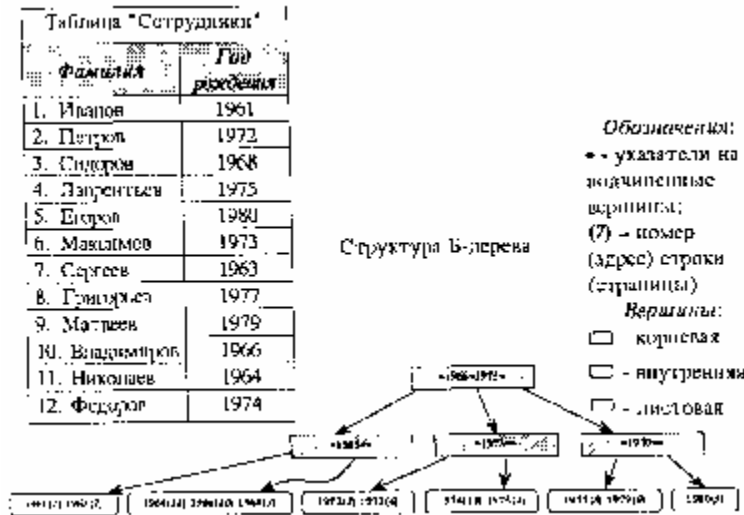 Таблица "Сотрудники"
Фамилия
Год рождения
1. Иванов 1961
2. Петров 1972
3. Сидоров 1968
4. Лаврентьев 1975
5. Егоров 1980
6. Максимов 1973
7. Сергеев 1963
8. Григорьев 1977
9. Матвеев 1979
10. Владимиров 1966
11. Николаев 1964
12. Федоров 1974
Структура Б-дерева
Обозначения:
• - указатели на
подчиненные
вершины;
(7) – номер
(адрес) строки
(страницы)
Вершины:
- корневая
- внутренняя
- листовая